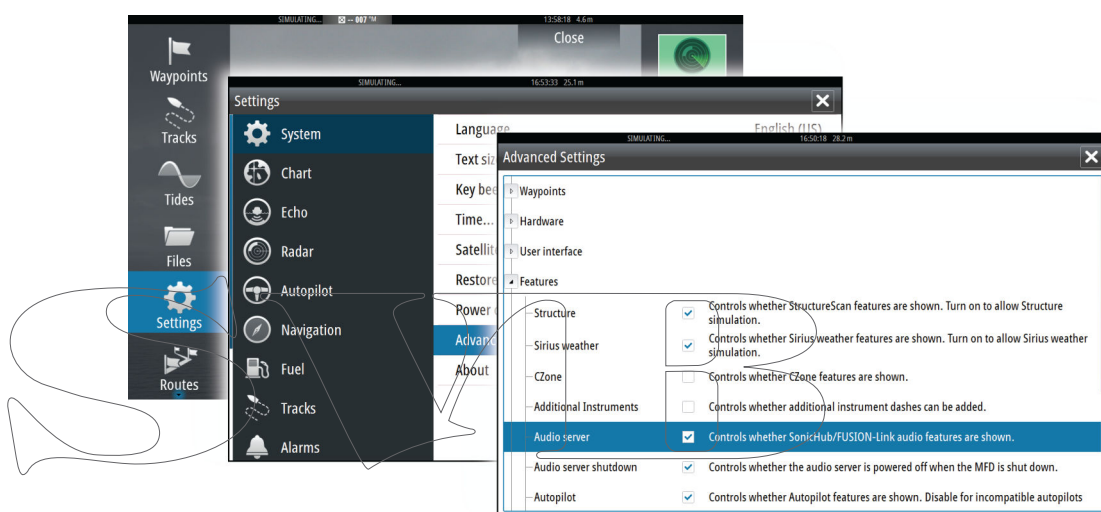 SIMULATING... -- 007 °M 13:58:18 4.6 m
Close
Waypoints
Tracks
Tides
Files
Settings
Routes
SIMULATING... 16:53:33 25.1 m
Settings
System
Chart
Echo
Radar
Autopilot
Navigation
Fuel
Tracks
Alarms
Language English (US)
Text siz
Key bee
Time...
Satellit
Restore
Power
Advanc
About
SIMULATING... 16:50:18 28.2 m
Advanced Settings
Waypoints
Hardware
User interface
Features
Structure Controls whether StructureScan features are shown. Turn on to allow Structure
simulation.
Sirius weather Controls whether Sirius weather features are shown. Turn on to allow Sirius weather
simulation.
CZone Controls whether CZone features are shown.
Additional Instruments Controls whether additional instrument dashes can be added.
Audio server Controls whether SonicHub/FUSION-Link audio features are shown.
Audio server shutdown Controls whether the audio server is powered off when the MFD is shut down.
Autopilot Controls whether Autopilot features are shown. Disable for incompatible autopilots